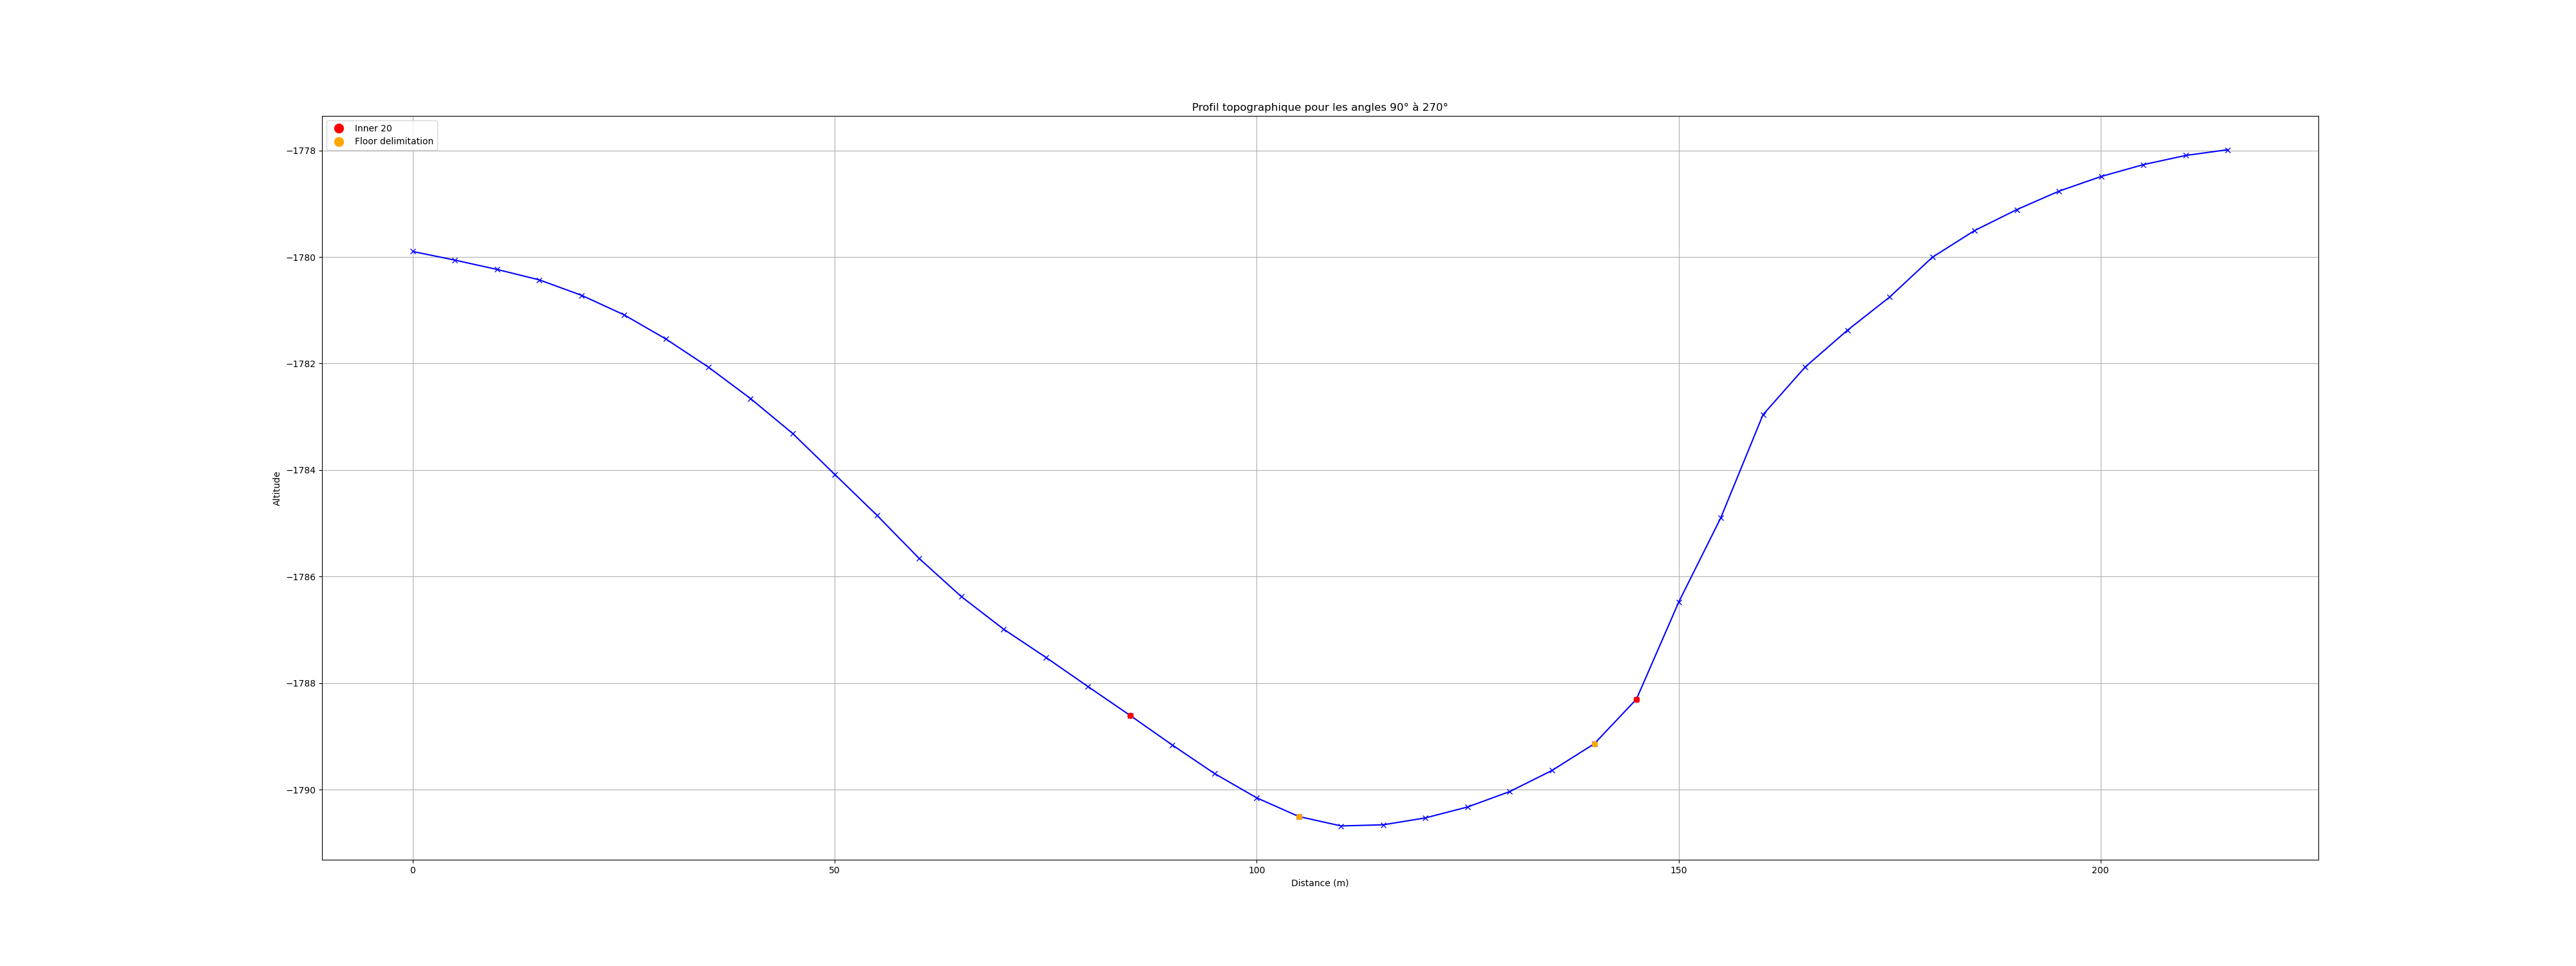 Profil topographique pour les angles 90° à 270°
Inner 20
Floor delimitation
−1778
−1780
−1782
−1784
−1786
−1788
−1790
Altitude
0
50
100
150
200
Distance (m)